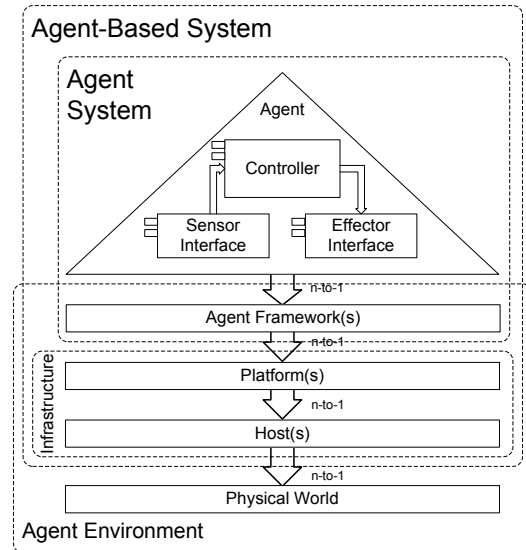 Agent-Based System
Agent
System
Agent
Controller
Sensor
Interface
Effector
Interface
n-to-1
Agent Framework(s)
n-to-1
Infrastructure
Platform(s)
n-to-1
Host(s)
n-to-1
Physical World
Agent Environment